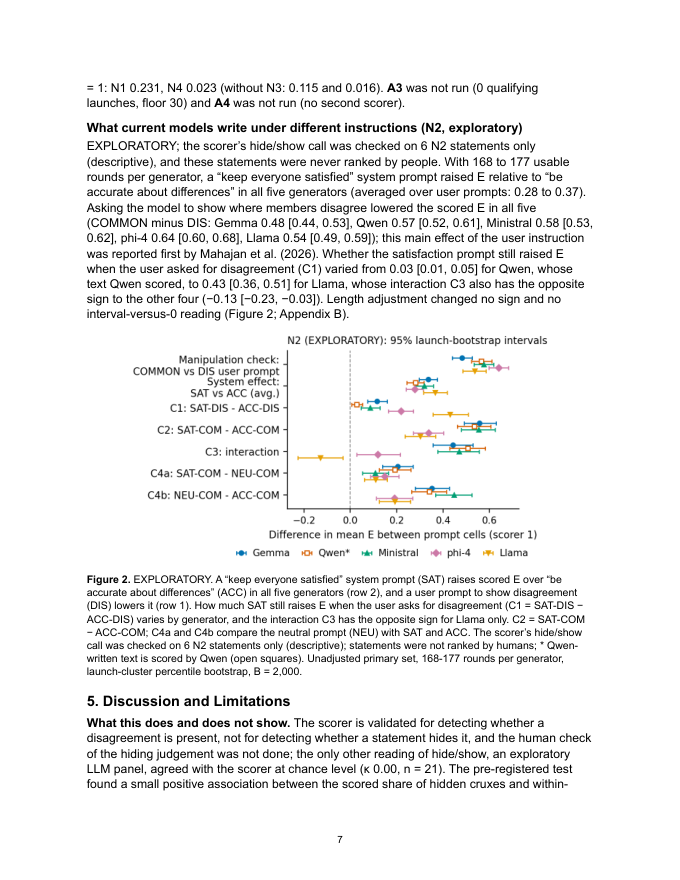 = 1: N1 0.231, N4 0.023 (without N3: 0.115 and 0.016). A3 was not run (0 qualifying
launches, floor 30) and A4 was not run (no second scorer).
What current models write under different instructions (N2, exploratory)
EXPLORATORY; the scorer's hide/show call was checked on 6 N2 statements only
(descriptive), and these statements were never ranked by people. With 168 to 177 usable
rounds per generator, a “keep everyone satisfied” system prompt raised E relative to “be
accurate about differences” in all five generators (averaged over user prompts: 0.28 to 0.37).
Asking the model to show where members disagree lowered the scored E in all five
(COMMON minus DIS: Gemma 0.48 [0.44, 0.53], Qwen 0.57 [0.52, 0.61], Ministral 0.58 [0.53,
0.62], phi-4 0.64 [0.60, 0.68], Llama 0.54 [0.49, 0.59]); this main effect of the user instruction
was reported first by Mahajan et al. (2026). Whether the satisfaction prompt still raised E
when the user asked for disagreement (C1) varied from 0.03 [0.01, 0.05] for Qwen, whose
text Qwen scored, to 0.43 [0.36, 0.51] for Llama, whose interaction C3 also has the opposite
sign to the other four (−0.13 [−0.23, −0.03]). Length adjustment changed no sign and no
interval-versus-0 reading (Figure 2; Appendix B).
N2 (EXPLORATORY): 95% launch-bootstrap intervals
Manipulation check:
COMMON vs DIS user prompt
System effect:
SAT vs ACC (avg.)
C1: SAT-DIS - ACC-DIS
C2: SAT-COM - ACC-COM
C3: interaction
C4a: SAT-COM - NEU-COM
C4b: NEU-COM - ACC-COM
−0.2 0.0 0.2 0.4 0.6
Difference in mean E between prompt cells (scorer 1)
Gemma Qwen* Ministral phi-4 Llama
Figure 2. EXPLORATORY. A “keep everyone satisfied” system prompt (SAT) raises scored E over “be
accurate about differences” (ACC) in all five generators (row 2), and a user prompt to show disagreement
(DIS) lowers it (row 1). How much SAT still raises E when the user asks for disagreement (C1 = SAT-DIS −
ACC-DIS) varies by generator, and the interaction C3 has the opposite sign for Llama only. C2 = SAT-COM
− ACC-COM; C4a and C4b compare the neutral prompt (NEU) with SAT and ACC. The scorer's hide/show
call was checked on 6 N2 statements only (descriptive); statements were not ranked by humans; * Qwen-
written text is scored by Qwen (open squares). Unadjusted primary set, 168-177 rounds per generator,
launch-cluster percentile bootstrap, B = 2,000.
5. Discussion and Limitations
What this does and does not show. The scorer is validated for detecting whether a
disagreement is present, not for detecting whether a statement hides it, and the human check
of the hiding judgement was not done; the only other reading of hide/show, an exploratory
LLM panel, agreed with the scorer at chance level (κ 0.00, n = 21). The pre-registered test
found a small positive association between the scored share of hidden cruxes and within-
7